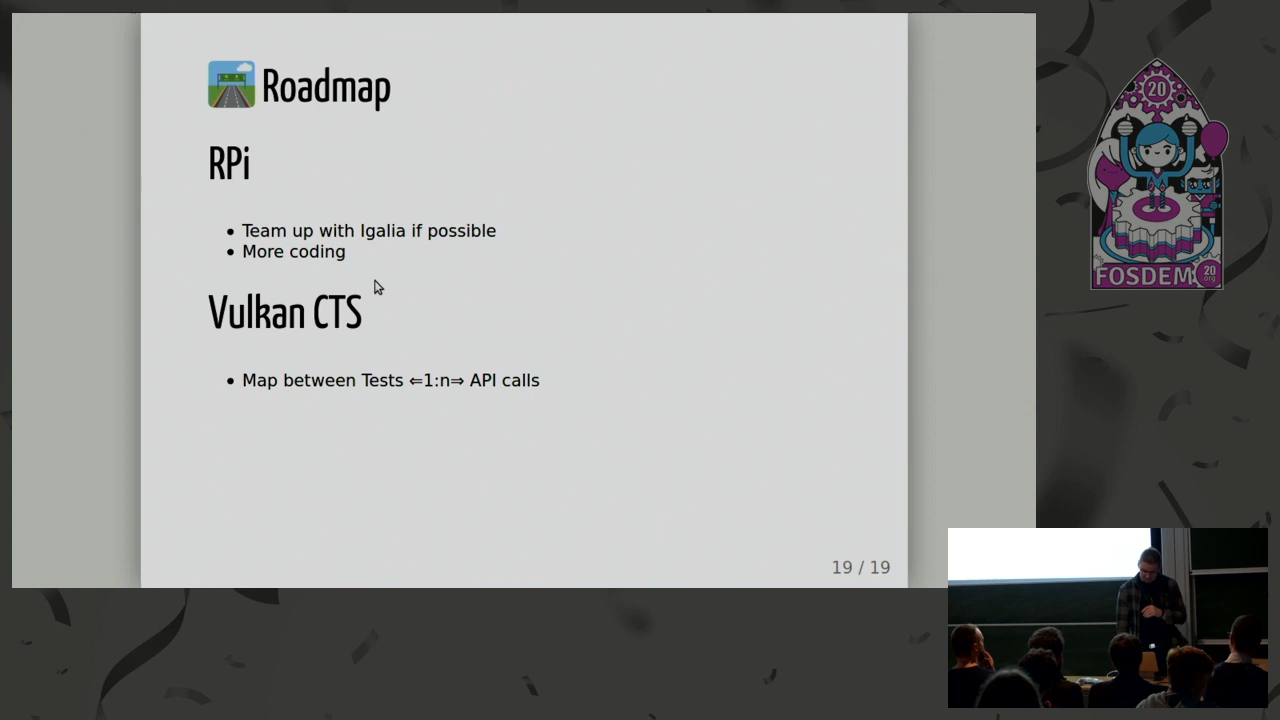 Roadmap
RPi
Team up with Igalia if possible
More coding
Vulkan CTS
Map between Tests ⇐1:n⇒ API calls
19 / 19
20
FOSDEM
20
org